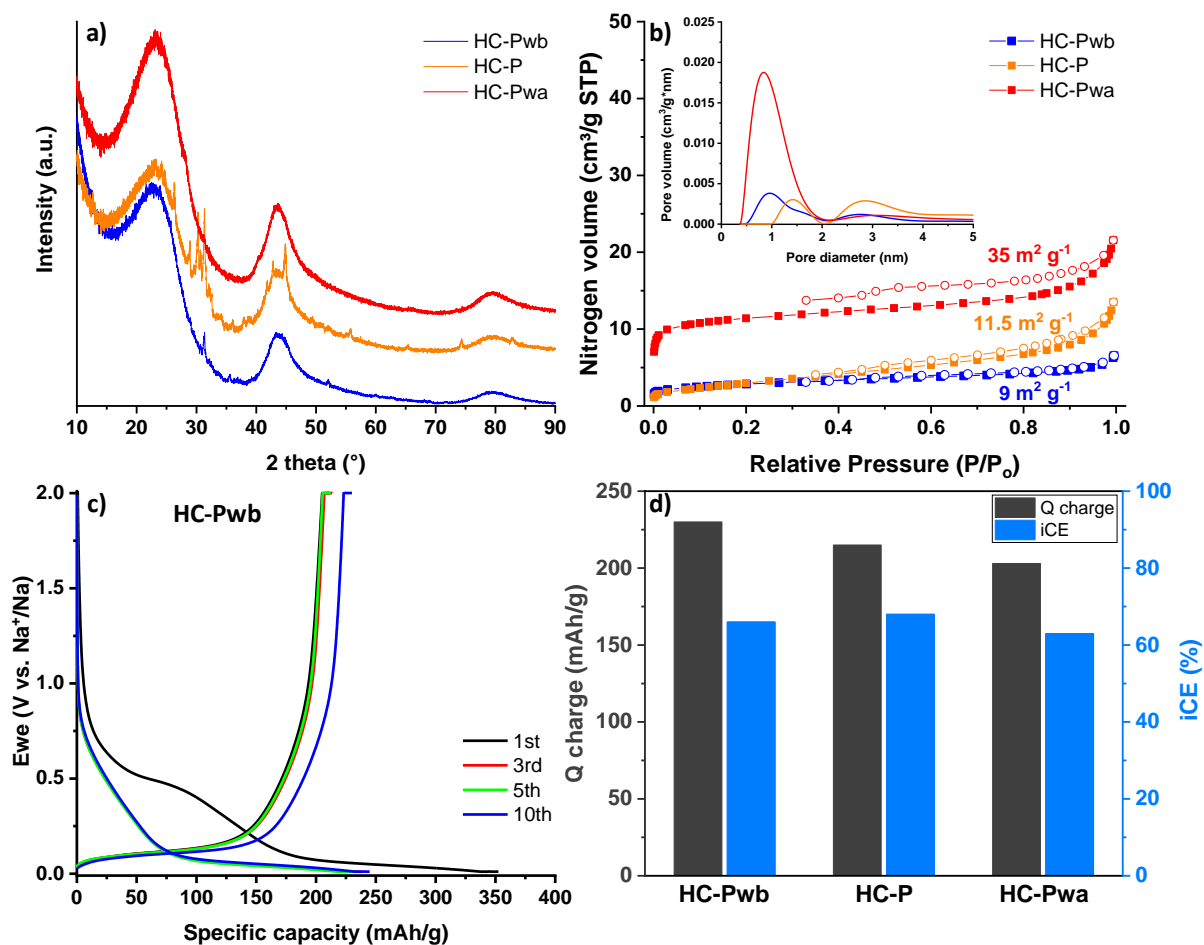 a)
HC-Pwb
HC-P
HC-Pwa
Intensity (a.u.)
10 20 30 40 50 60 70 80 90
2 theta (°)
b)
HC-Pwb
HC-P
HC-Pwa
Nitrogen volume (cm³/g STP)
50
40
30
20
10
0
0.0 0.2 0.4 0.6 0.8 1.0
Relative Pressure (P/Pₒ)
Pore volume (cm³/g*nm)
0.025
0.020
0.015
0.010
0.005
0.000
0 1 2 3 4 5
Pore diameter (nm)
35 m² g⁻¹
11.5 m² g⁻¹
9 m² g⁻¹
c)
HC-Pwb
Ewe (V vs. Na⁺/Na)
2.0
1.5
1.0
0.5
0.0
1st
3rd
5th
10th
0 50 100 150 200 250 300 350 400
Specific capacity (mAh/g)
d)
Q charge
iCE
Q charge (mAh/g)
250
200
150
100
50
0
100
80
60
40
20
0
iCE (%)
HC-Pwb HC-P HC-Pwa